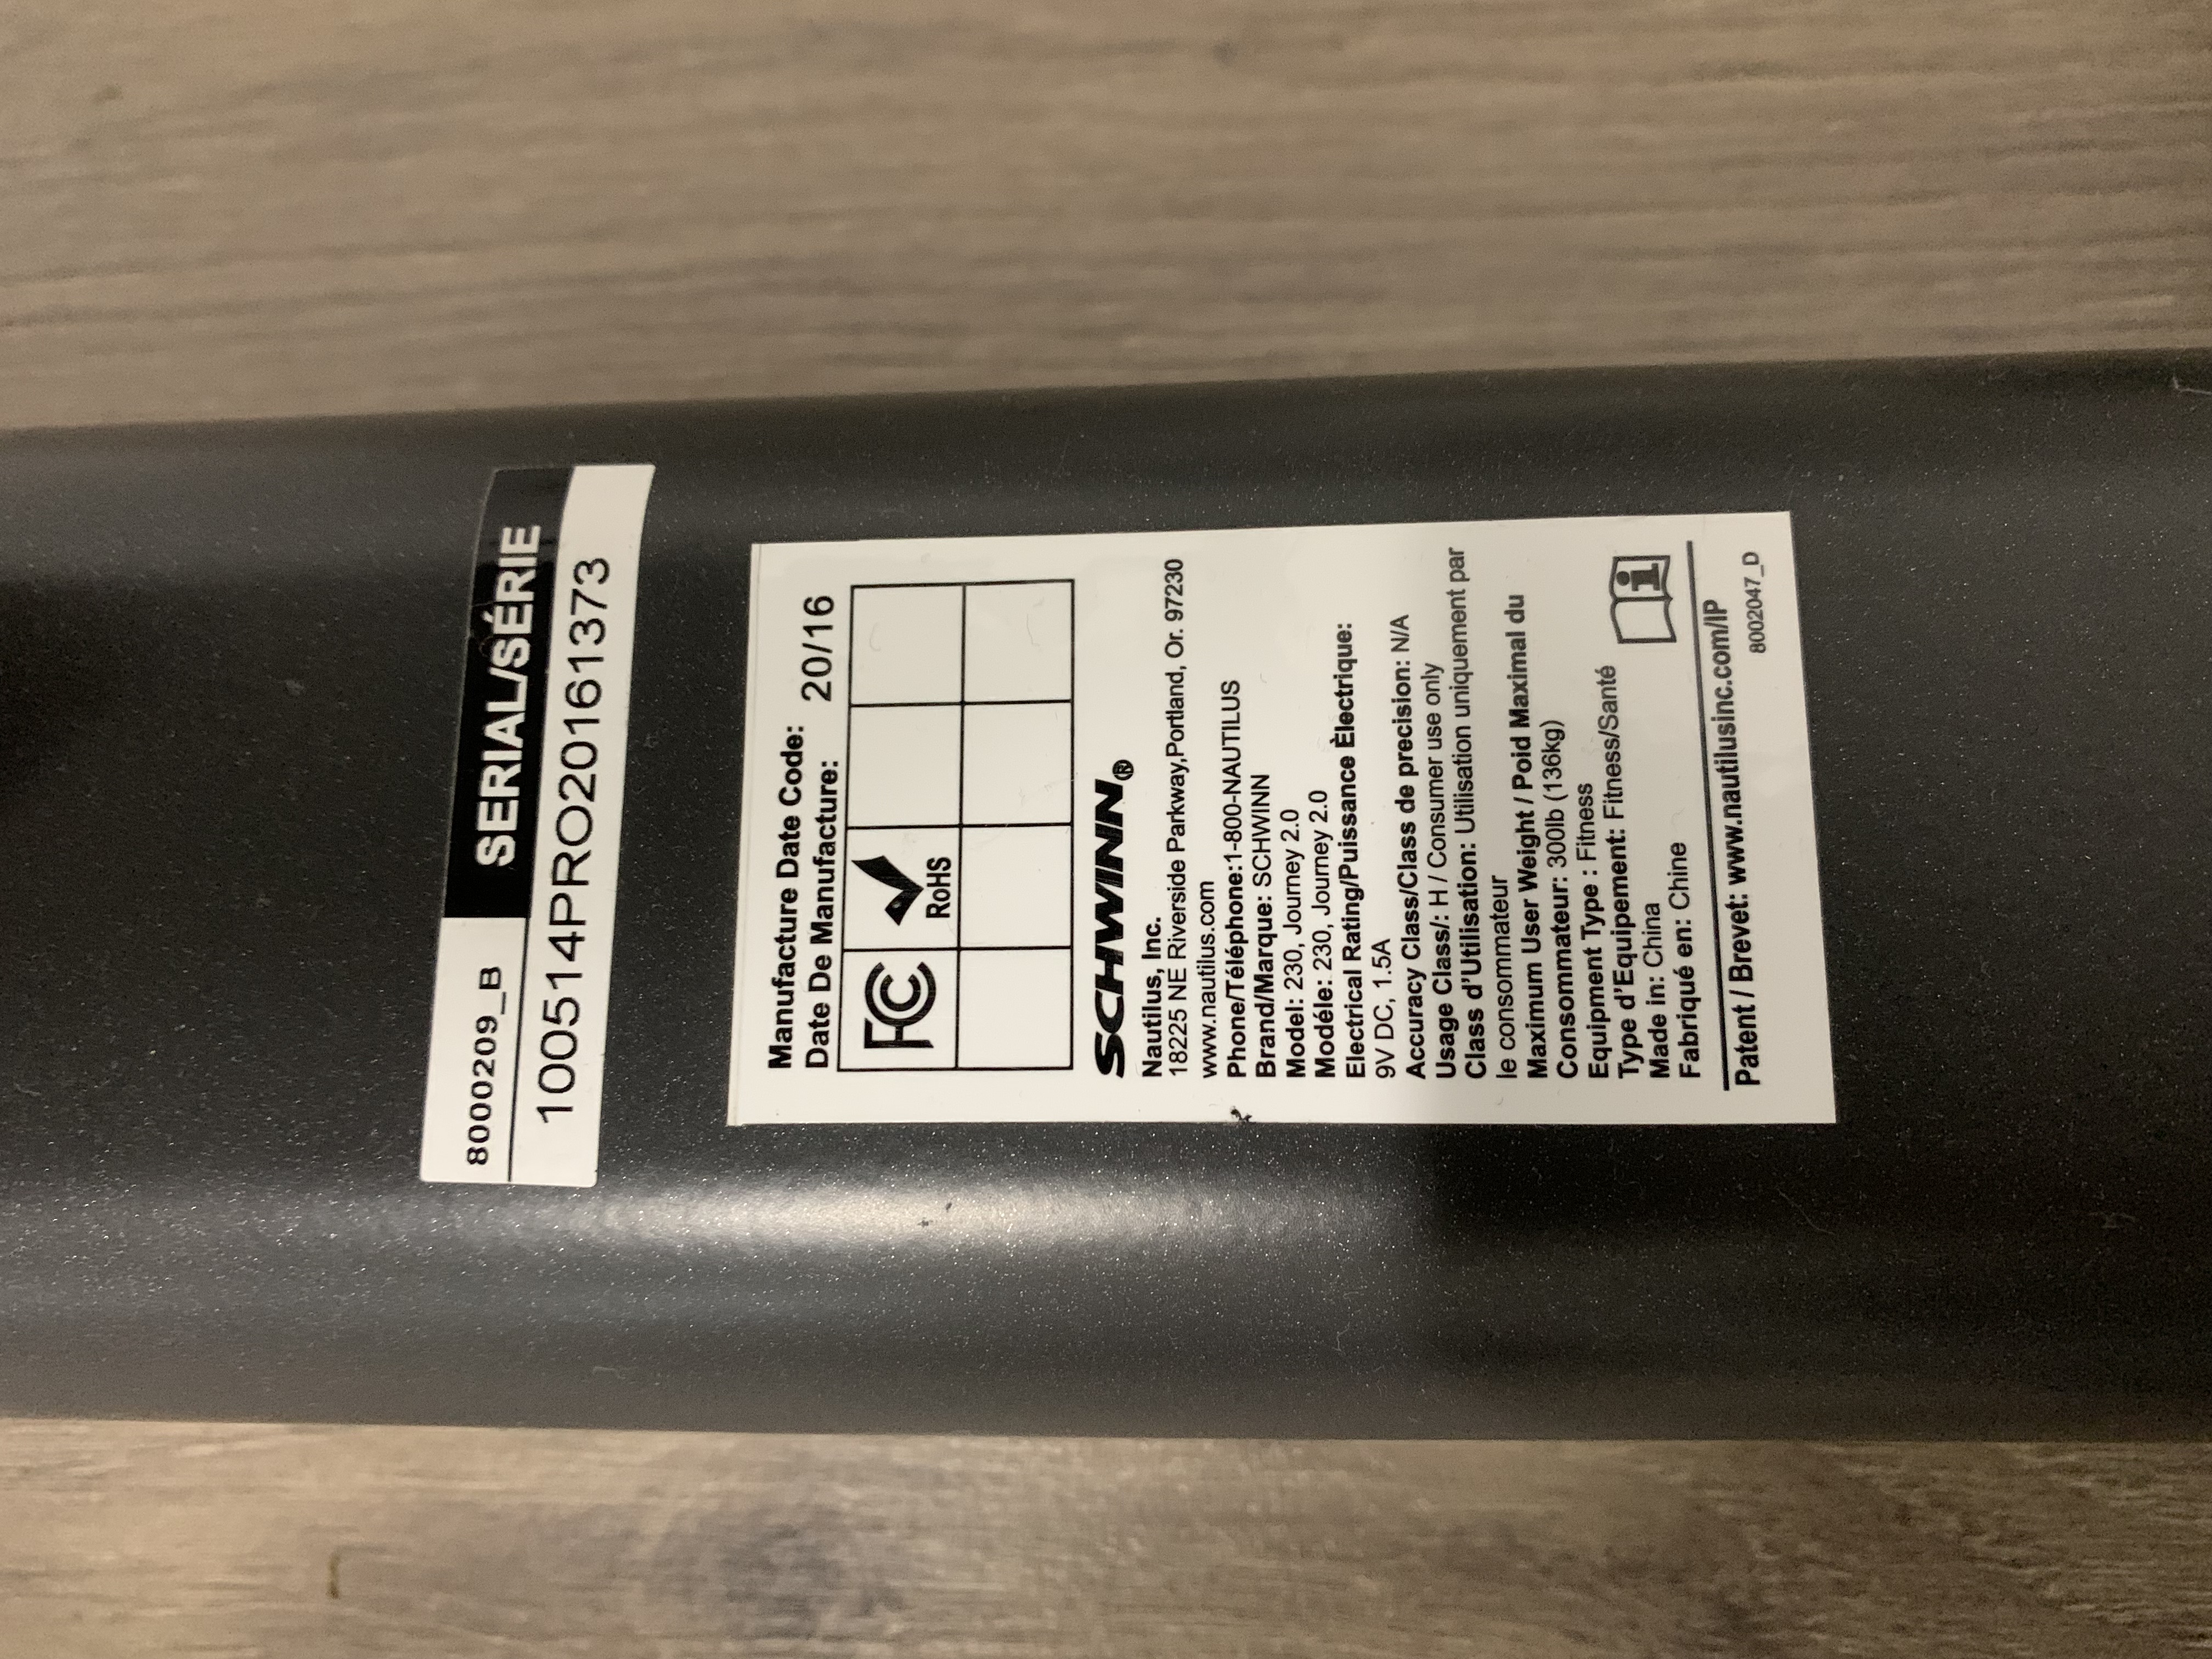 8000209_B SERIAL/SÉRIE
100514PRO20161373
Manufacture Date Code:
Date De Manufacture: 20/16
FC RoHS
SCHWINN®
Nautilus, Inc.
18225 NE Riverside Parkway,Portland, Or. 97230
www.nautilus.com
Phone/Téléphone:1-800-NAUTILUS
Brand/Marque: SCHWINN
Model: 230, Journey 2.0
Modéle: 230, Journey 2.0
Electrical Rating/Puissance Èlectrique:
9V DC, 1.5A
Accuracy Class/Class de precision: N/A
Usage Class/: H / Consumer use only
Class d'Utilisation: Utilisation uniquement par
le consommateur
Maximum User Weight / Poid Maximal du
Consommateur: 300lb (136kg)
Equipment Type : Fitness
Type d'Equipement: Fitness/Santé
Made in: China
Fabriqué en: Chine
Patent / Brevet: www.nautilusinc.com/IP
8002047_D